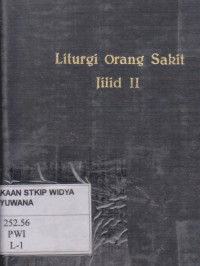 Liturgi Orang Sakit
Jilid II
KAAN STKIP WIDYA
YUWANA
252.56
PWI
L-1